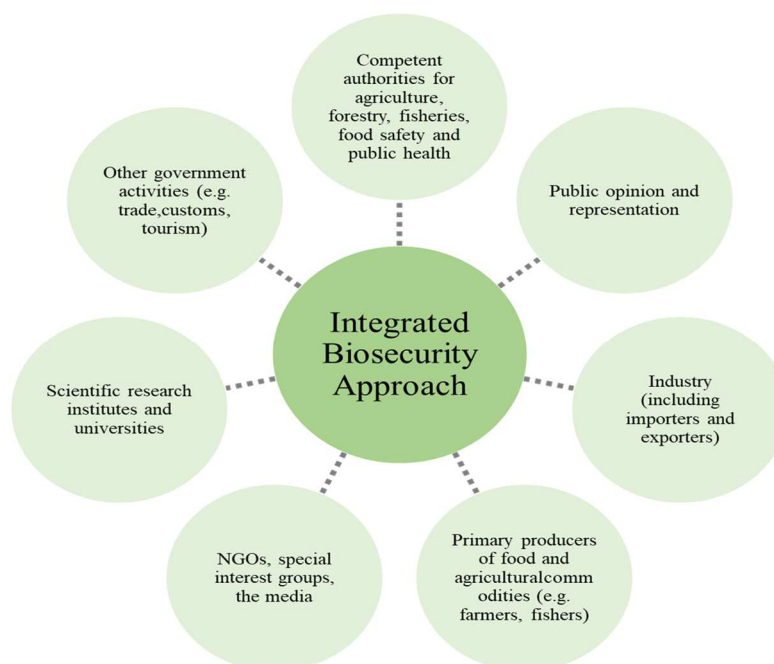 Competent
authorities for
agriculture,
forestry, fisheries,
food safety and
public health
Public opinion and
representation
Industry
(including
importers and
exporters)
Primary producers
of food and
agriculturalcomm
odities (e.g.
farmers, fishers)
NGOs, special
interest groups,
the media
Scientific research
institutes and
universities
Other government
activities (e.g.
trade,customs,
tourism)
Integrated
Biosecurity
Approach